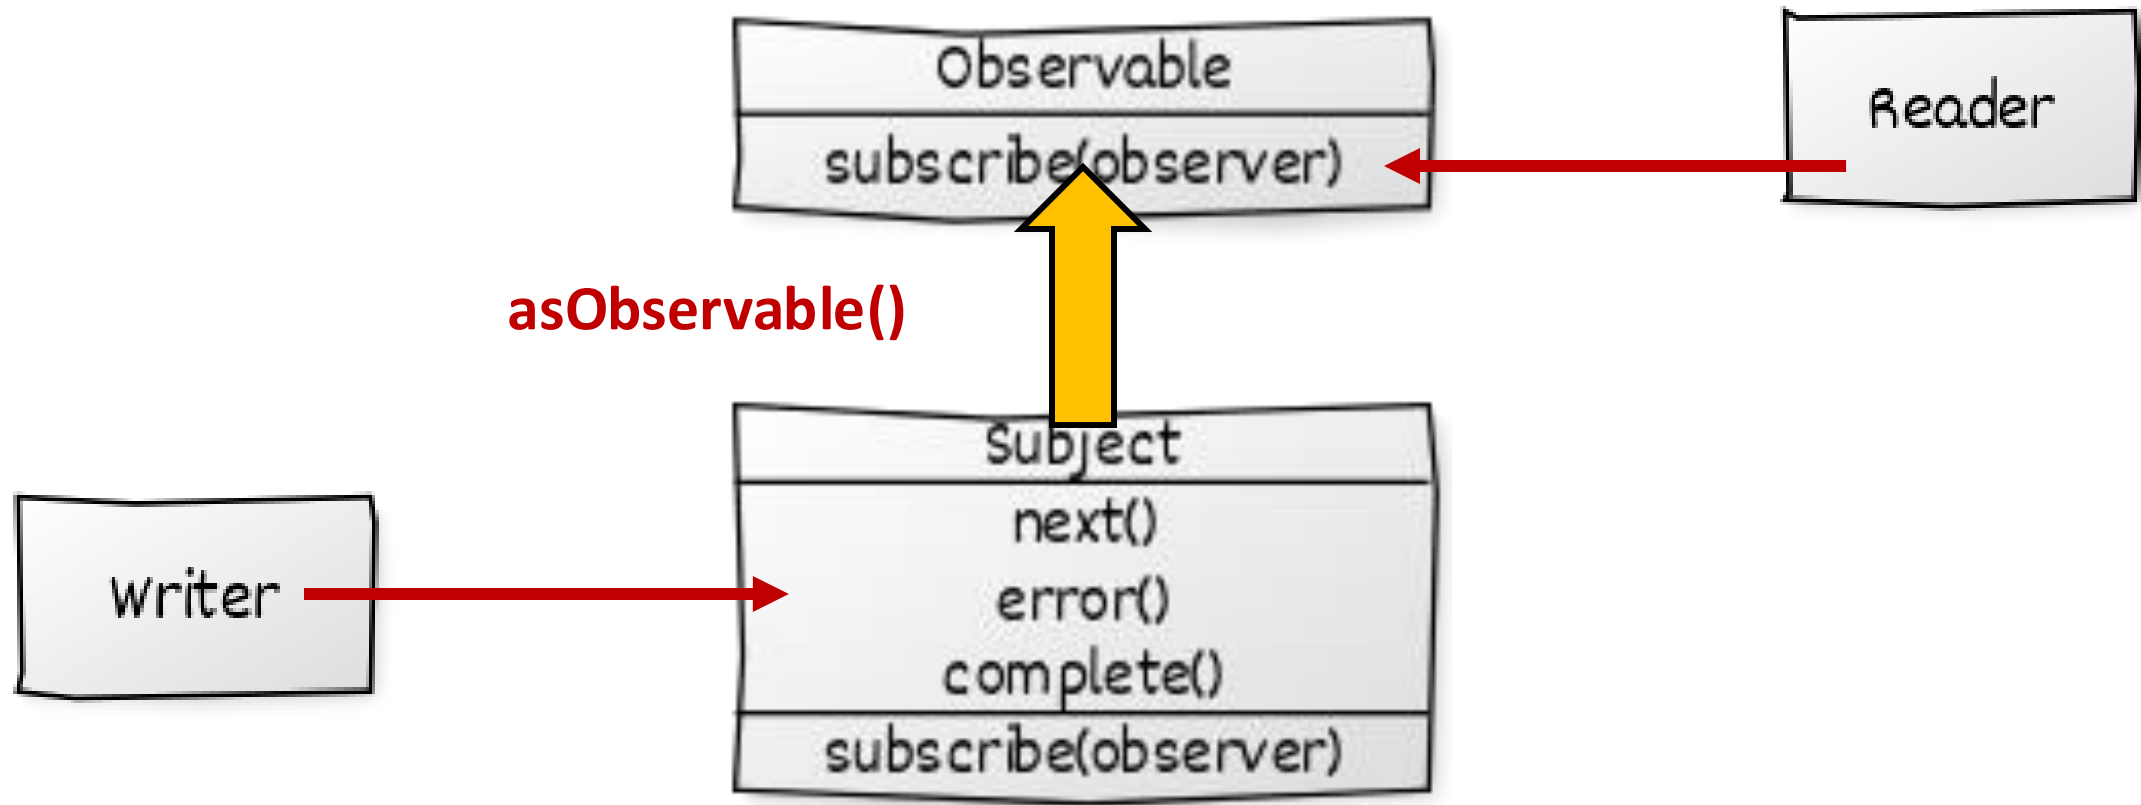 Observable
subscribe(observer)
Reader
asObservable()
Subject
next()
error()
complete()
subscribe(observer)
Writer